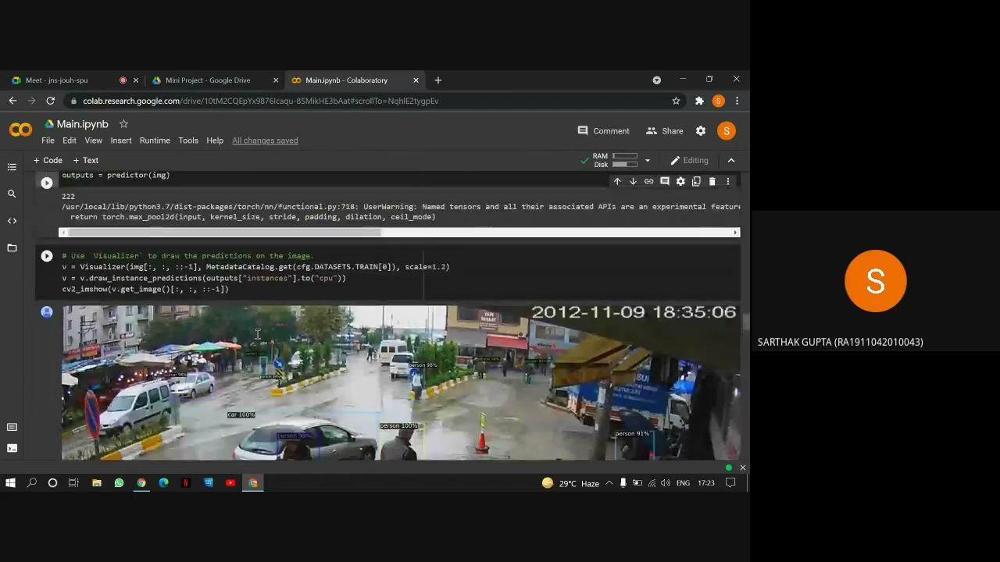 Meet - jns-jouh-spu
Mini Project - Google Drive
Main.ipynb - Colaboratory
colab.research.google.com/drive/10tM2CQEpYx9876Icaqu-8SMikHE3bAat#scrollTo=NqhlE2tygpEv
S
Main.ipynb
File Edit View Insert Runtime Tools Help All changes saved
Comment
Share
S
+ Code + Text
RAM
Disk
Editing
outputs = predictor(img)
222
/usr/local/lib/python3.7/dist-packages/torch/nn/functional.py:718: UserWarning: Named tensors and all their associated APIs are an experimental feature
return torch.max_pool2d(input, kernel_size, stride, padding, dilation, ceil_mode)
# Use `Visualizer` to draw the predictions on the image.
v = Visualizer(img[:, :, ::-1], MetadataCatalog.get(cfg.DATASETS.TRAIN[0]), scale=1.2)
v = v.draw_instance_predictions(outputs["instances"].to("cpu"))
cv2_imshow(v.get_image()[:, :, ::-1])
2012-11-09 18:35:06
person 98%
car 100%
person 100%
person 99%
person 91%
29°C Haze
ENG
17:23
S
SARTHAK GUPTA (RA1911042010043)